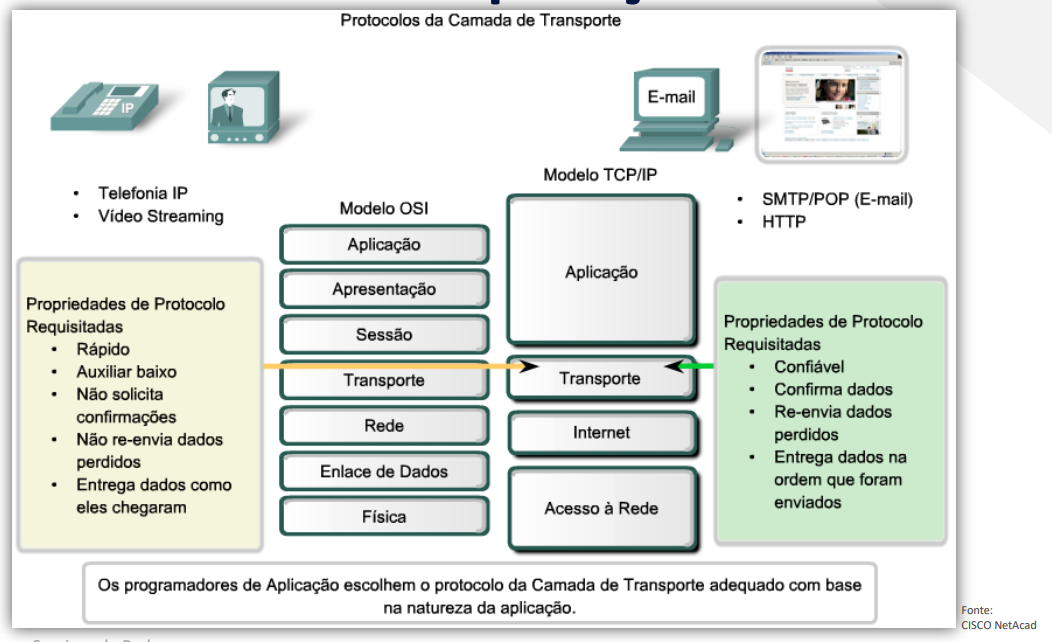 Protocolos da Camada de Transporte
IP
E-mail
• Telefonia IP
• Vídeo Streaming
Modelo OSI
Aplicação
Apresentação
Sessão
Transporte
Rede
Enlace de Dados
Física
Modelo TCP/IP
Aplicação
Transporte
Internet
Acesso à Rede
• SMTP/POP (E-mail)
• HTTP
Propriedades de Protocolo
Requisitadas
• Rápido
• Auxiliar baixo
• Não solicita
confirmações
• Não re-envia dados
perdidos
• Entrega dados como
eles chegaram
Propriedades de Protocolo
Requisitadas
• Confiável
• Confirma dados
• Re-envia dados
perdidos
• Entrega dados na
ordem que foram
enviados
Os programadores de Aplicação escolhem o protocolo da Camada de Transporte adequado com base
na natureza da aplicação.
Fonte:
CISCO NetAcad